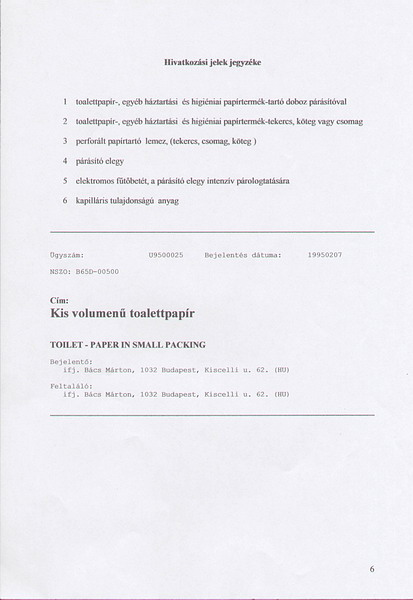 Hivatkozási jelek jegyzéke
1 toalettpapír-, egyéb háztartási és higiéniai papírtermék-tartó doboz párásítóval
2 toalettpapír-, egyéb háztartási és higiéniai papírtermék-tekercs, köteg vagy csomag
3 perforált papírtartó lemez, (tekercs, csomag, köteg )
4 párásító elegy
5 elektromos fűtőbetét, a párásító elegy intenzív párologtatására
6 kapilláris tulajdonságú anyag
Ügyszám: U9500025 Bejelentés dátuma: 19950207
NSZO: B65D-00500
Cím:
Kis volumenű toalettpapír
TOILET - PAPER IN SMALL PACKING
Bejelentő:
ifj. Bács Márton, 1032 Budapest, Kiscelli u. 62. (HU)
Feltaláló:
ifj. Bács Márton, 1032 Budapest, Kiscelli u. 62. (HU)
6